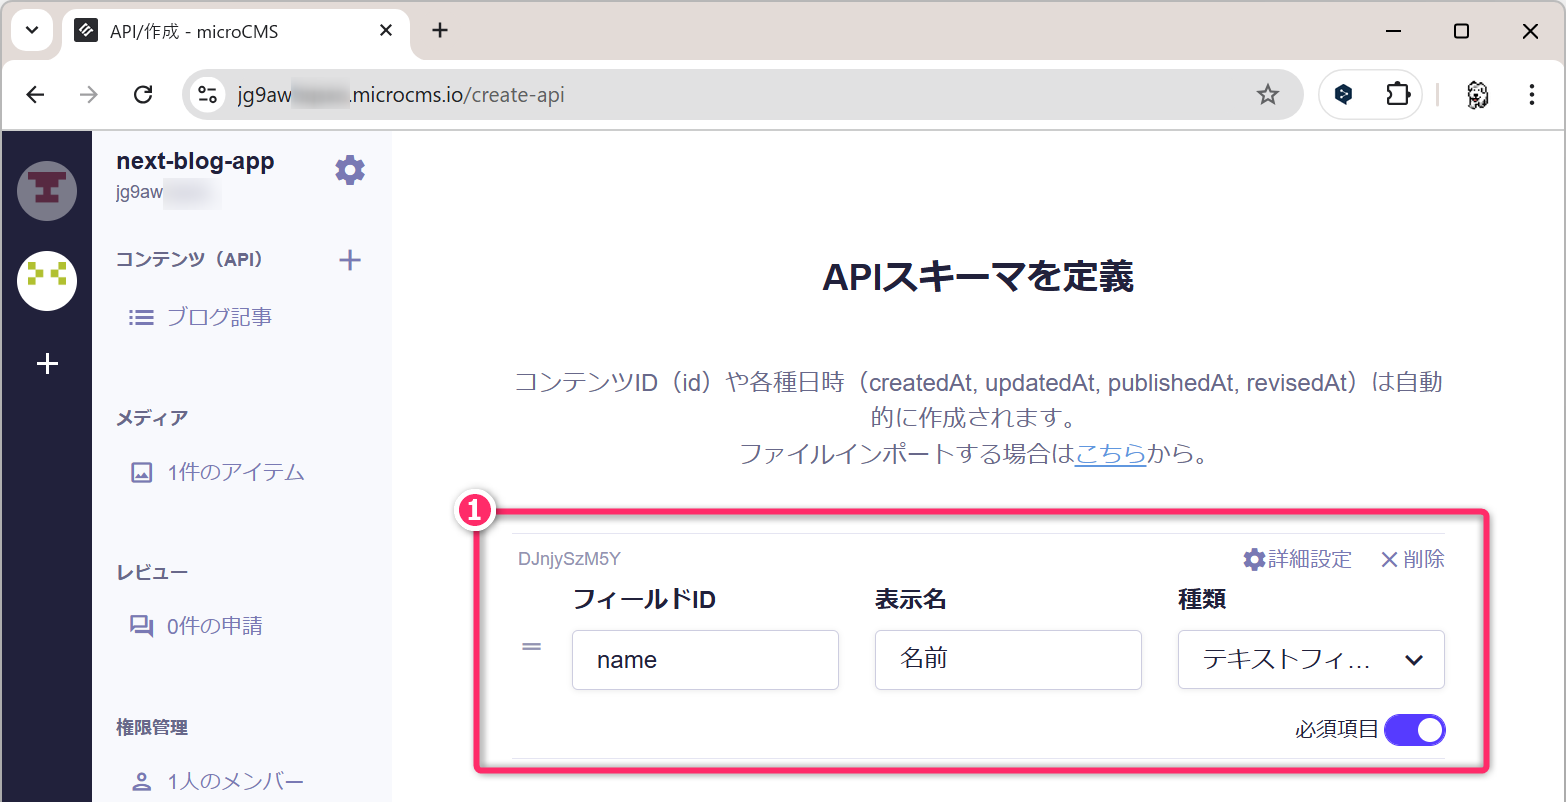 API/作成 - microCMS
jg9aw .microcms.io/create-api
next-blog-app
jg9aw
コンテンツ（API）
ブログ記事
メディア
1件のアイテム
レビュー
0件の申請
権限管理
1人のメンバー
APIスキーマを定義
コンテンツID（id）や各種日時（createdAt, updatedAt, publishedAt, revisedAt）は自動
的に作成されます。
ファイルインポートする場合はこちらから。
1
DJnjySzM5Y
詳細設定 削除
フィールドID 表示名 種類
name 名前 テキストフィ...
必須項目